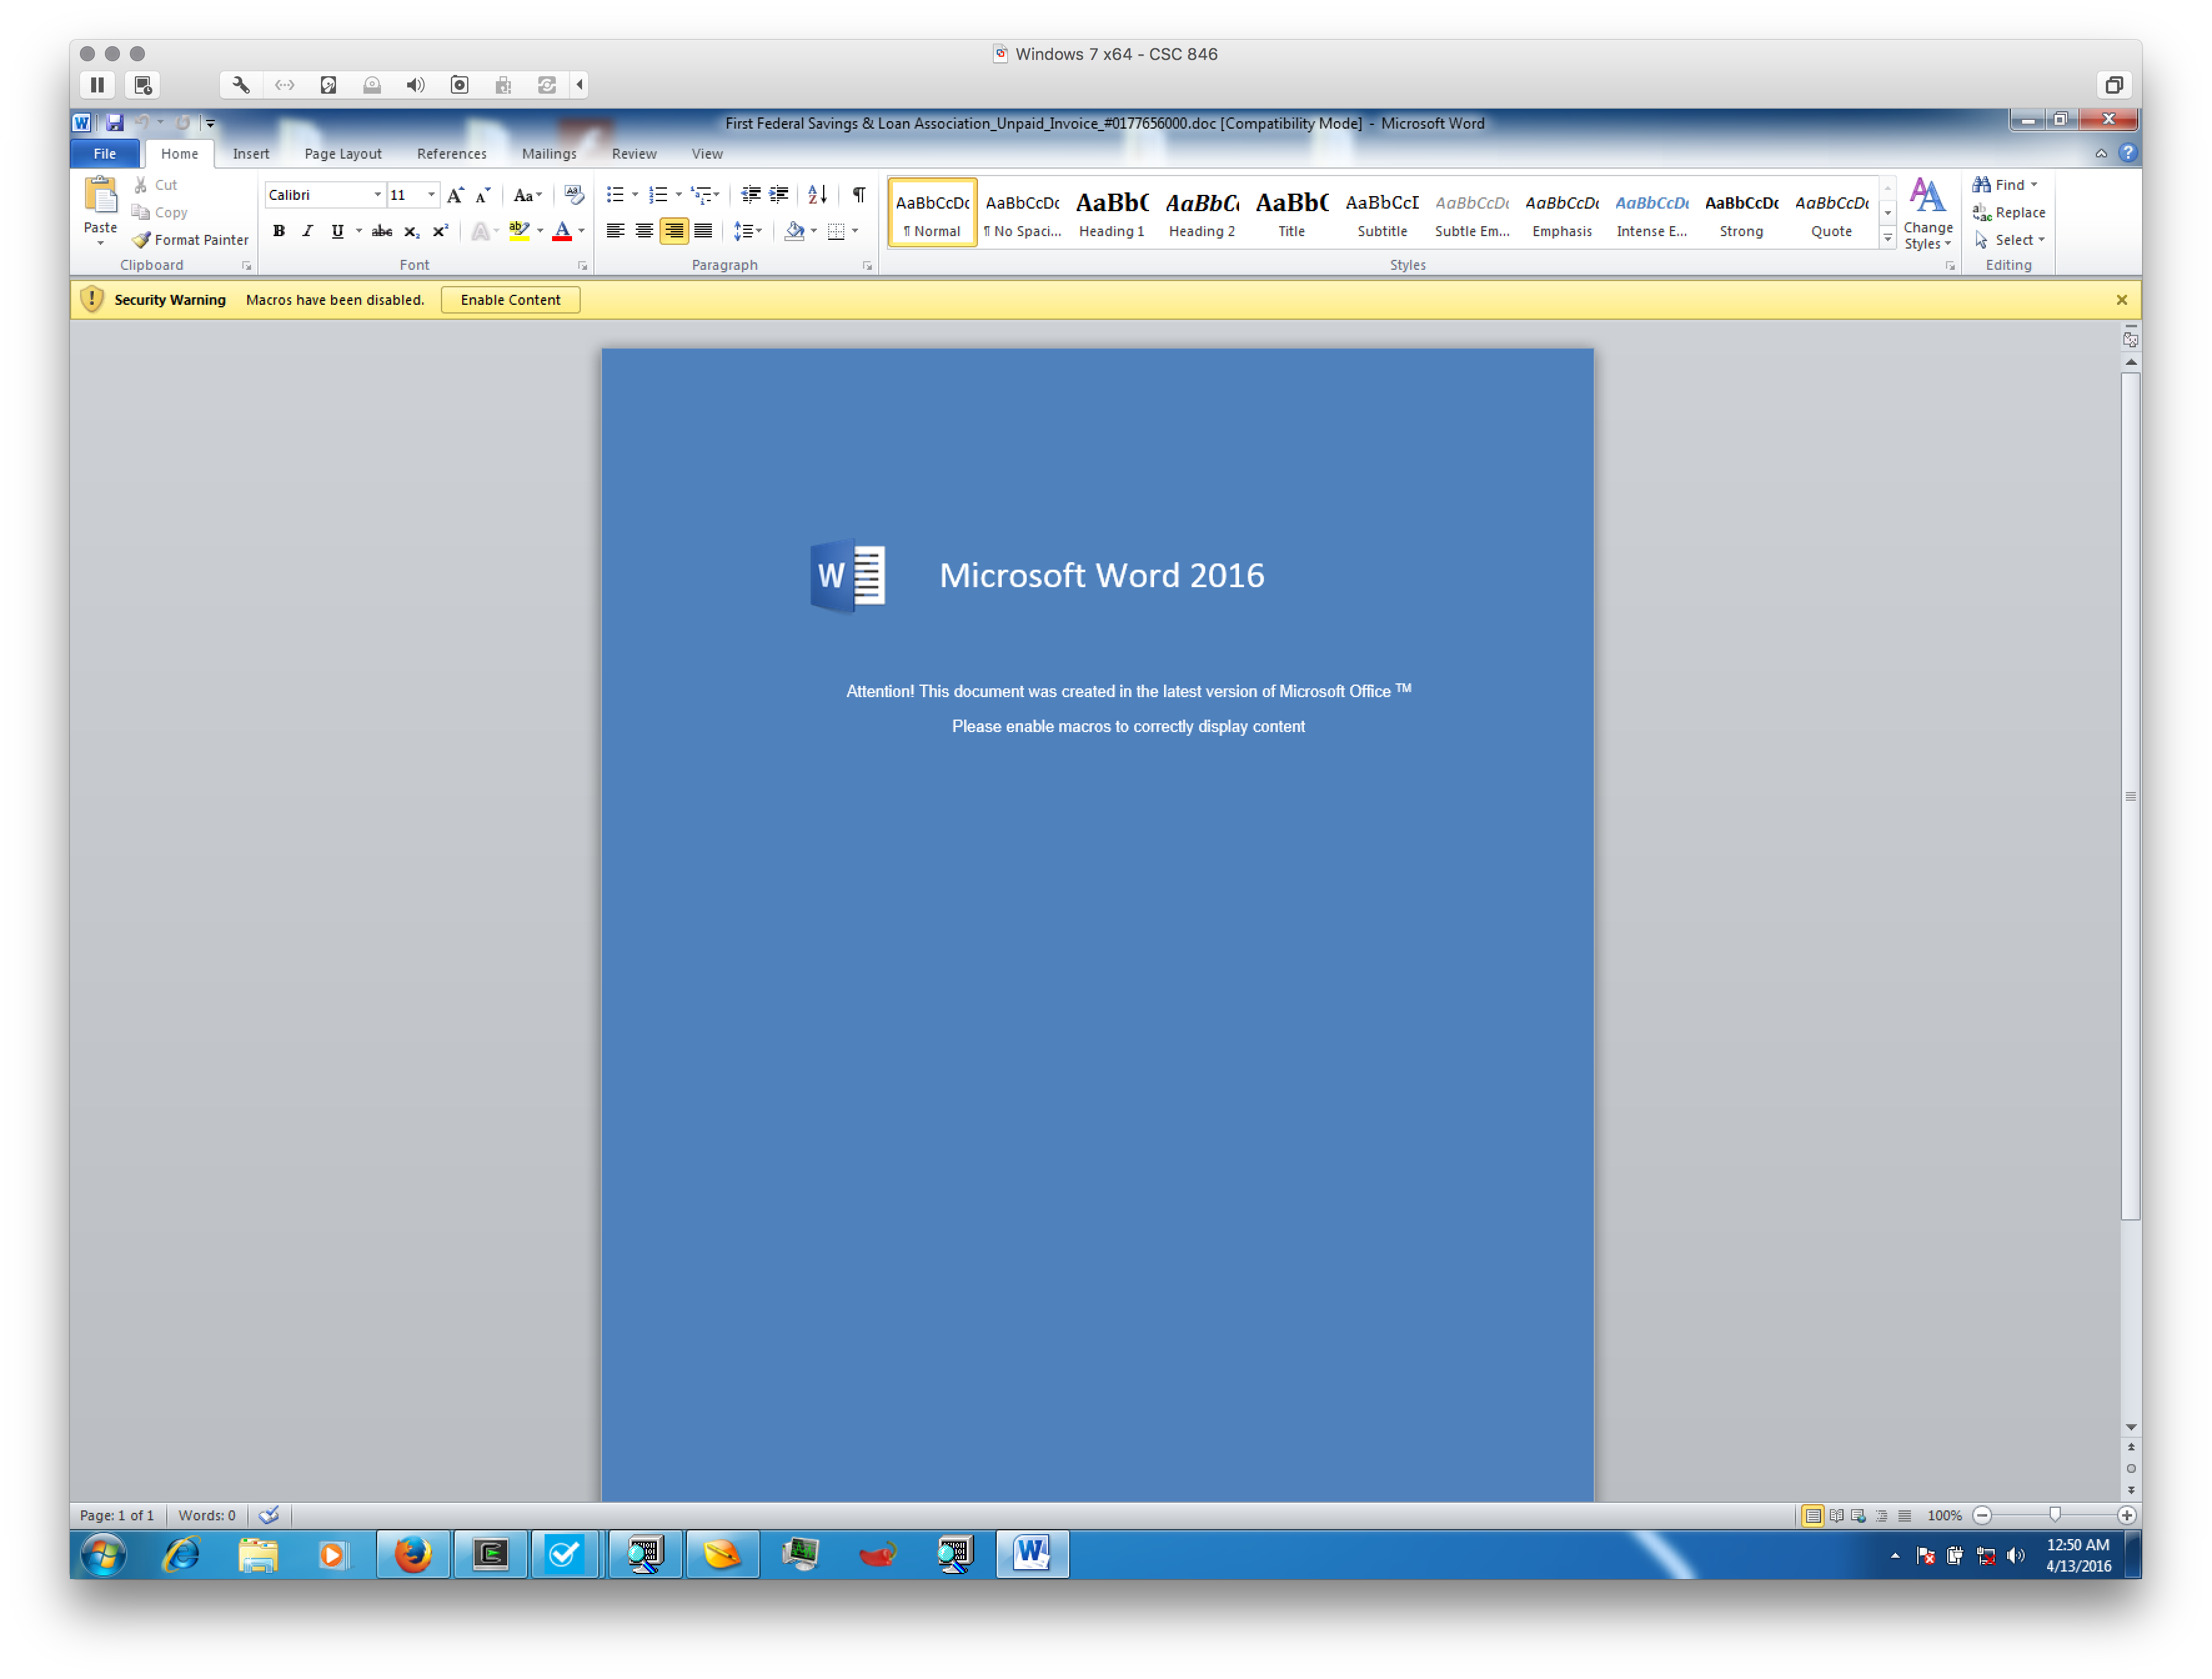 Windows 7 x64 - CSC 846
First Federal Savings & Loan Association_Unpaid_Invoice_#0177656000.doc [Compatibility Mode] - Microsoft Word
File Home Insert Page Layout References Mailings Review View
Paste
Cut
Copy
Format Painter
Clipboard
Calibri 11
Font
Paragraph
AaBbCcDc AaBbCcDc AaBbC AaBbCc AaBbC AaBbCcI AaBbCcDc AaBbCcDc AaBbCcDc AaBbCcDc AaBbCcDc
¶ Normal ¶ No Spaci... Heading 1 Heading 2 Title Subtitle Subtle Em... Emphasis Intense E... Strong Quote
Change Styles
Styles
Find
Replace
Select
Editing
Security Warning Macros have been disabled. Enable Content
W Microsoft Word 2016
Attention! This document was created in the latest version of Microsoft Office TM
Please enable macros to correctly display content
Page: 1 of 1 Words: 0 100%
12:50 AM
4/13/2016